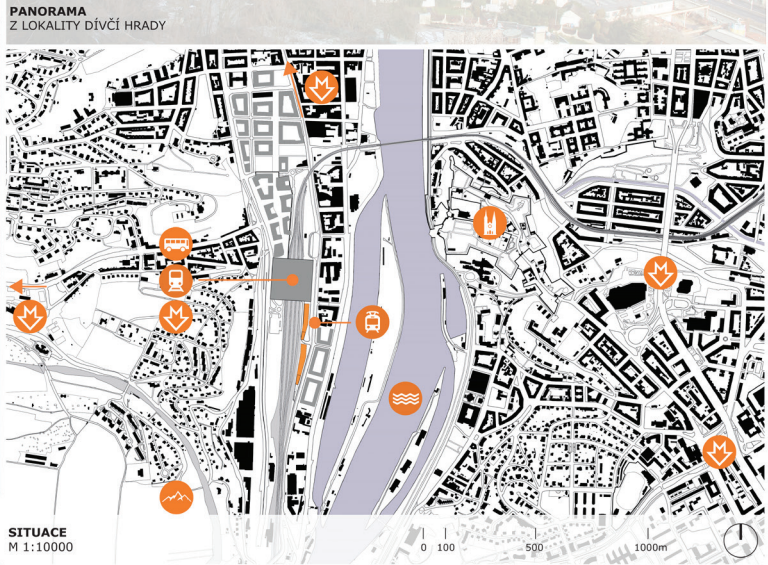 PANORAMA
Z LOKALITY DÍVČÍ HRADY
SITUACE
M 1:10000
0 100 500 1000m